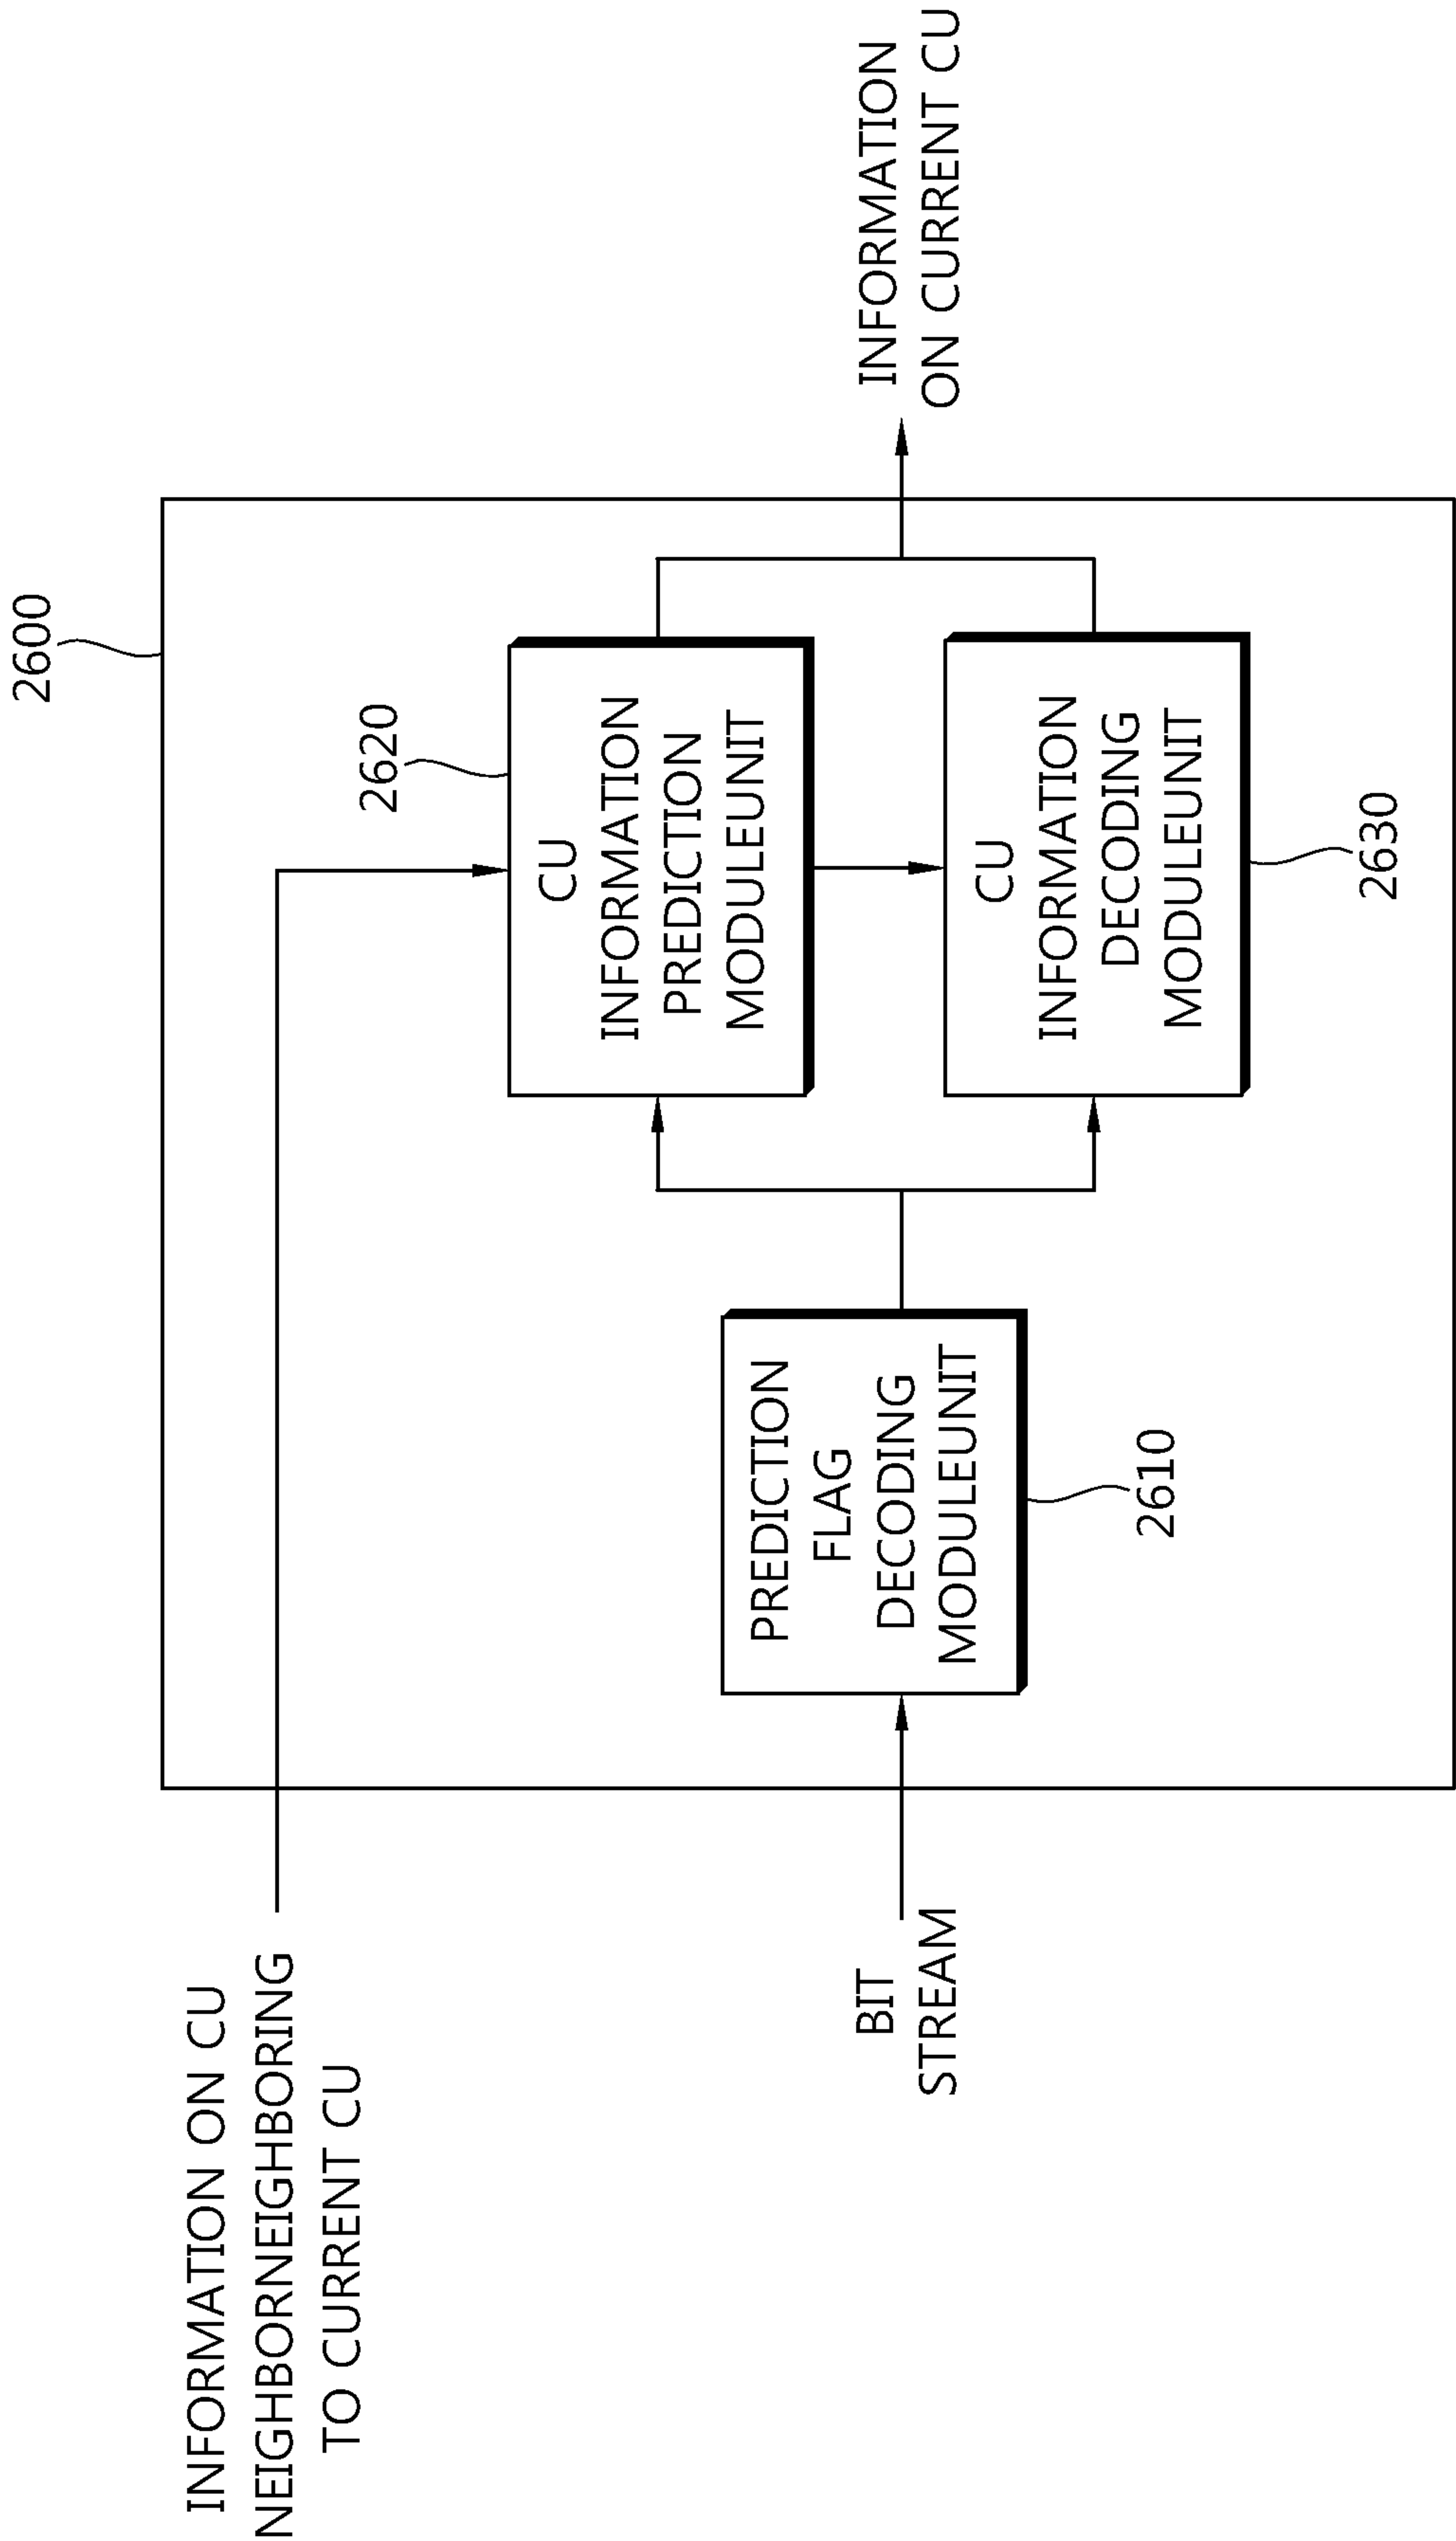 2600
INFORMATION ON CU
NEIGHBORNEIGHBORING
TO CURRENT CU
2620
CU
INFORMATION
PREDICTION
MODULEUNIT
BIT
STREAM
PREDICTION
FLAG
DECODING
MODULEUNIT
2610
INFORMATION
ON CURRENT CU
CU
INFORMATION
DECODING
MODULEUNIT
2630